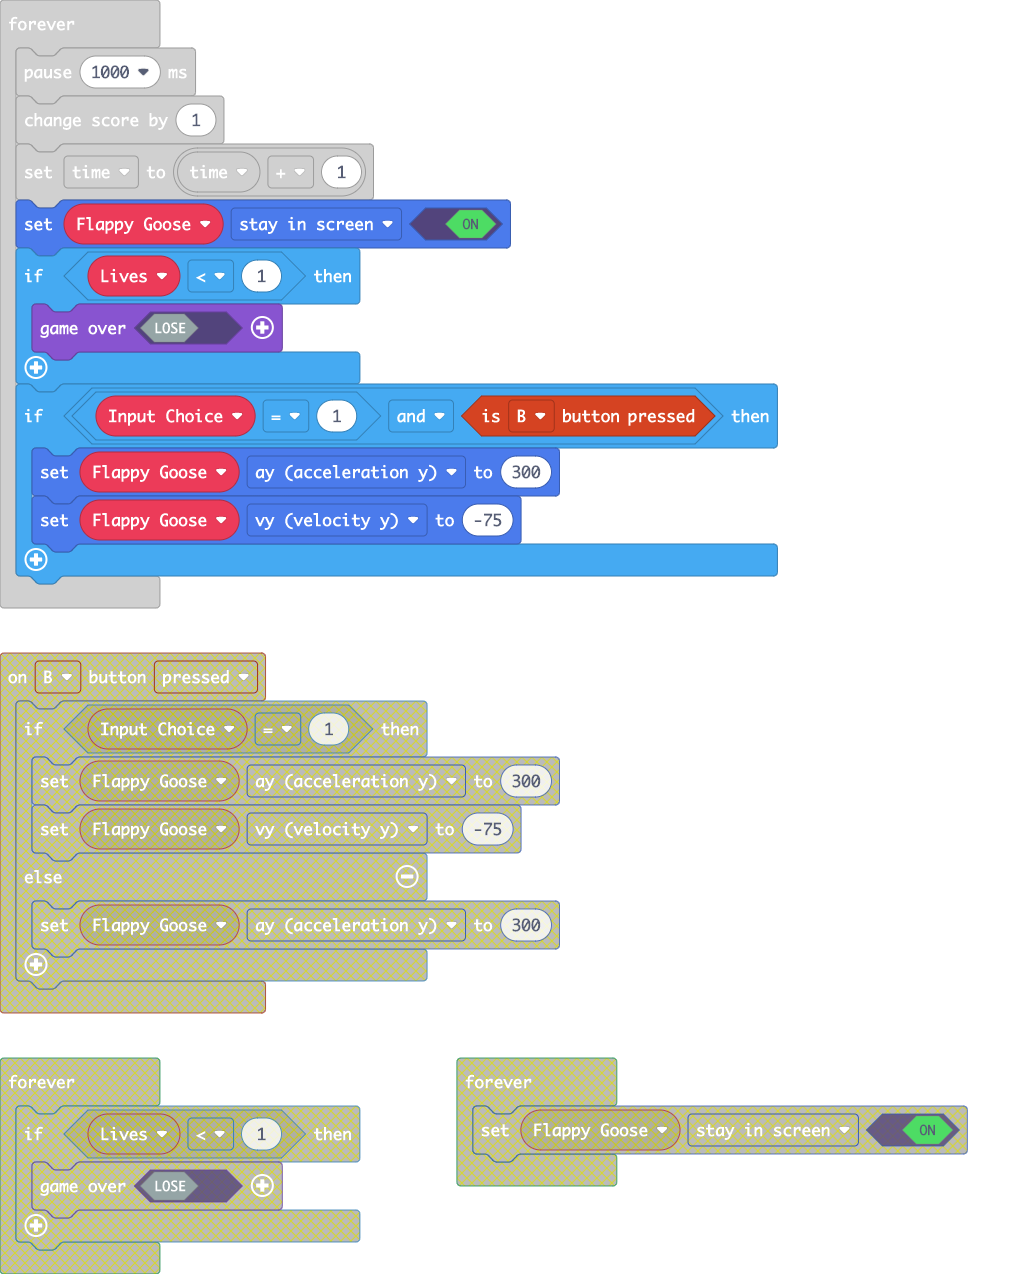 forever
pause 1000 ms
change score by 1
set time to time + 1
set Flappy Goose stay in screen ON
if Lives < 1 then
game over LOSE
if Input Choice = 1 and is B button pressed then
set Flappy Goose ay (acceleration y) to 300
set Flappy Goose vy (velocity y) to -75
on B button pressed
if Input Choice = 1 then
set Flappy Goose ay (acceleration y) to 300
set Flappy Goose vy (velocity y) to -75
else
set Flappy Goose ay (acceleration y) to 300
forever
if Lives < 1 then
game over LOSE
forever
set Flappy Goose stay in screen ON